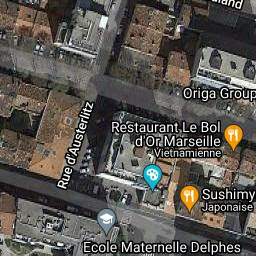 Origa Group
Rue d'Austerlitz
Restaurant Le Bol
d'Or Marseille
Vietnamienne
Sushimy
Japonaise
Ecole Maternelle Delphes